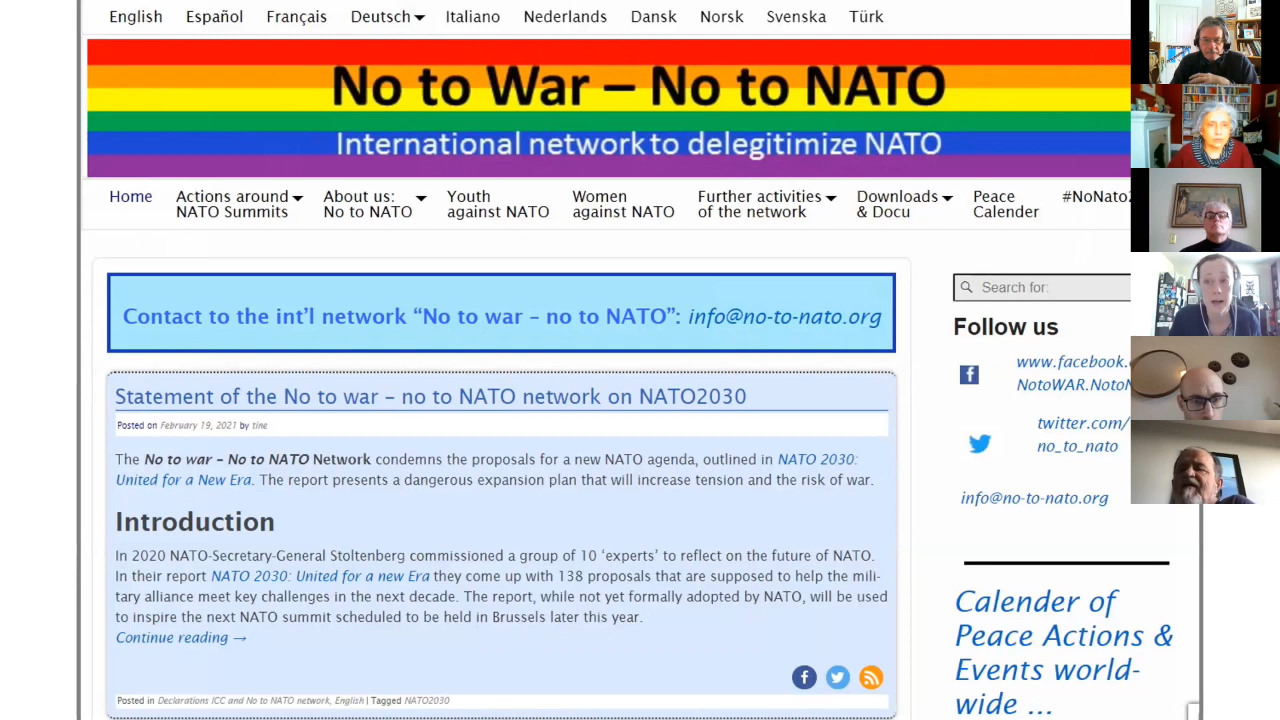 English Español Français Deutsch Italiano Nederlands Dansk Norsk Svenska Türk
No to War – No to NATO
International network to delegitimize NATO
Home Actions around About us: Youth Women Further activities Downloads Peace #NoNato2
NATO Summits No to NATO against NATO against NATO of the network & Docu Calender
Contact to the int’l network “No to war – no to NATO”: info@no-to-nato.org
Search for:
Follow us
www.facebook.
NotoWAR.NotoN
twitter.com/
no_to_nato
info@no-to-nato.org
Statement of the No to war – no to NATO network on NATO2030
Posted on February 19, 2021 by tine
The No to war – No to NATO Network condemns the proposals for a new NATO agenda, outlined in NATO 2030:
United for a New Era. The report presents a dangerous expansion plan that will increase tension and the risk of war.
Introduction
In 2020 NATO-Secretary-General Stoltenberg commissioned a group of 10 ‘experts’ to reflect on the future of NATO.
In their report NATO 2030: United for a new Era they come up with 138 proposals that are supposed to help the mili-
tary alliance meet key challenges in the next decade. The report, while not yet formally adopted by NATO, will be used
to inspire the next NATO summit scheduled to be held in Brussels later this year.
Continue reading →
Posted in Declarations ICC and No to NATO network, English | Tagged NATO2030
Calender of
Peace Actions &
Events world-
wide ...